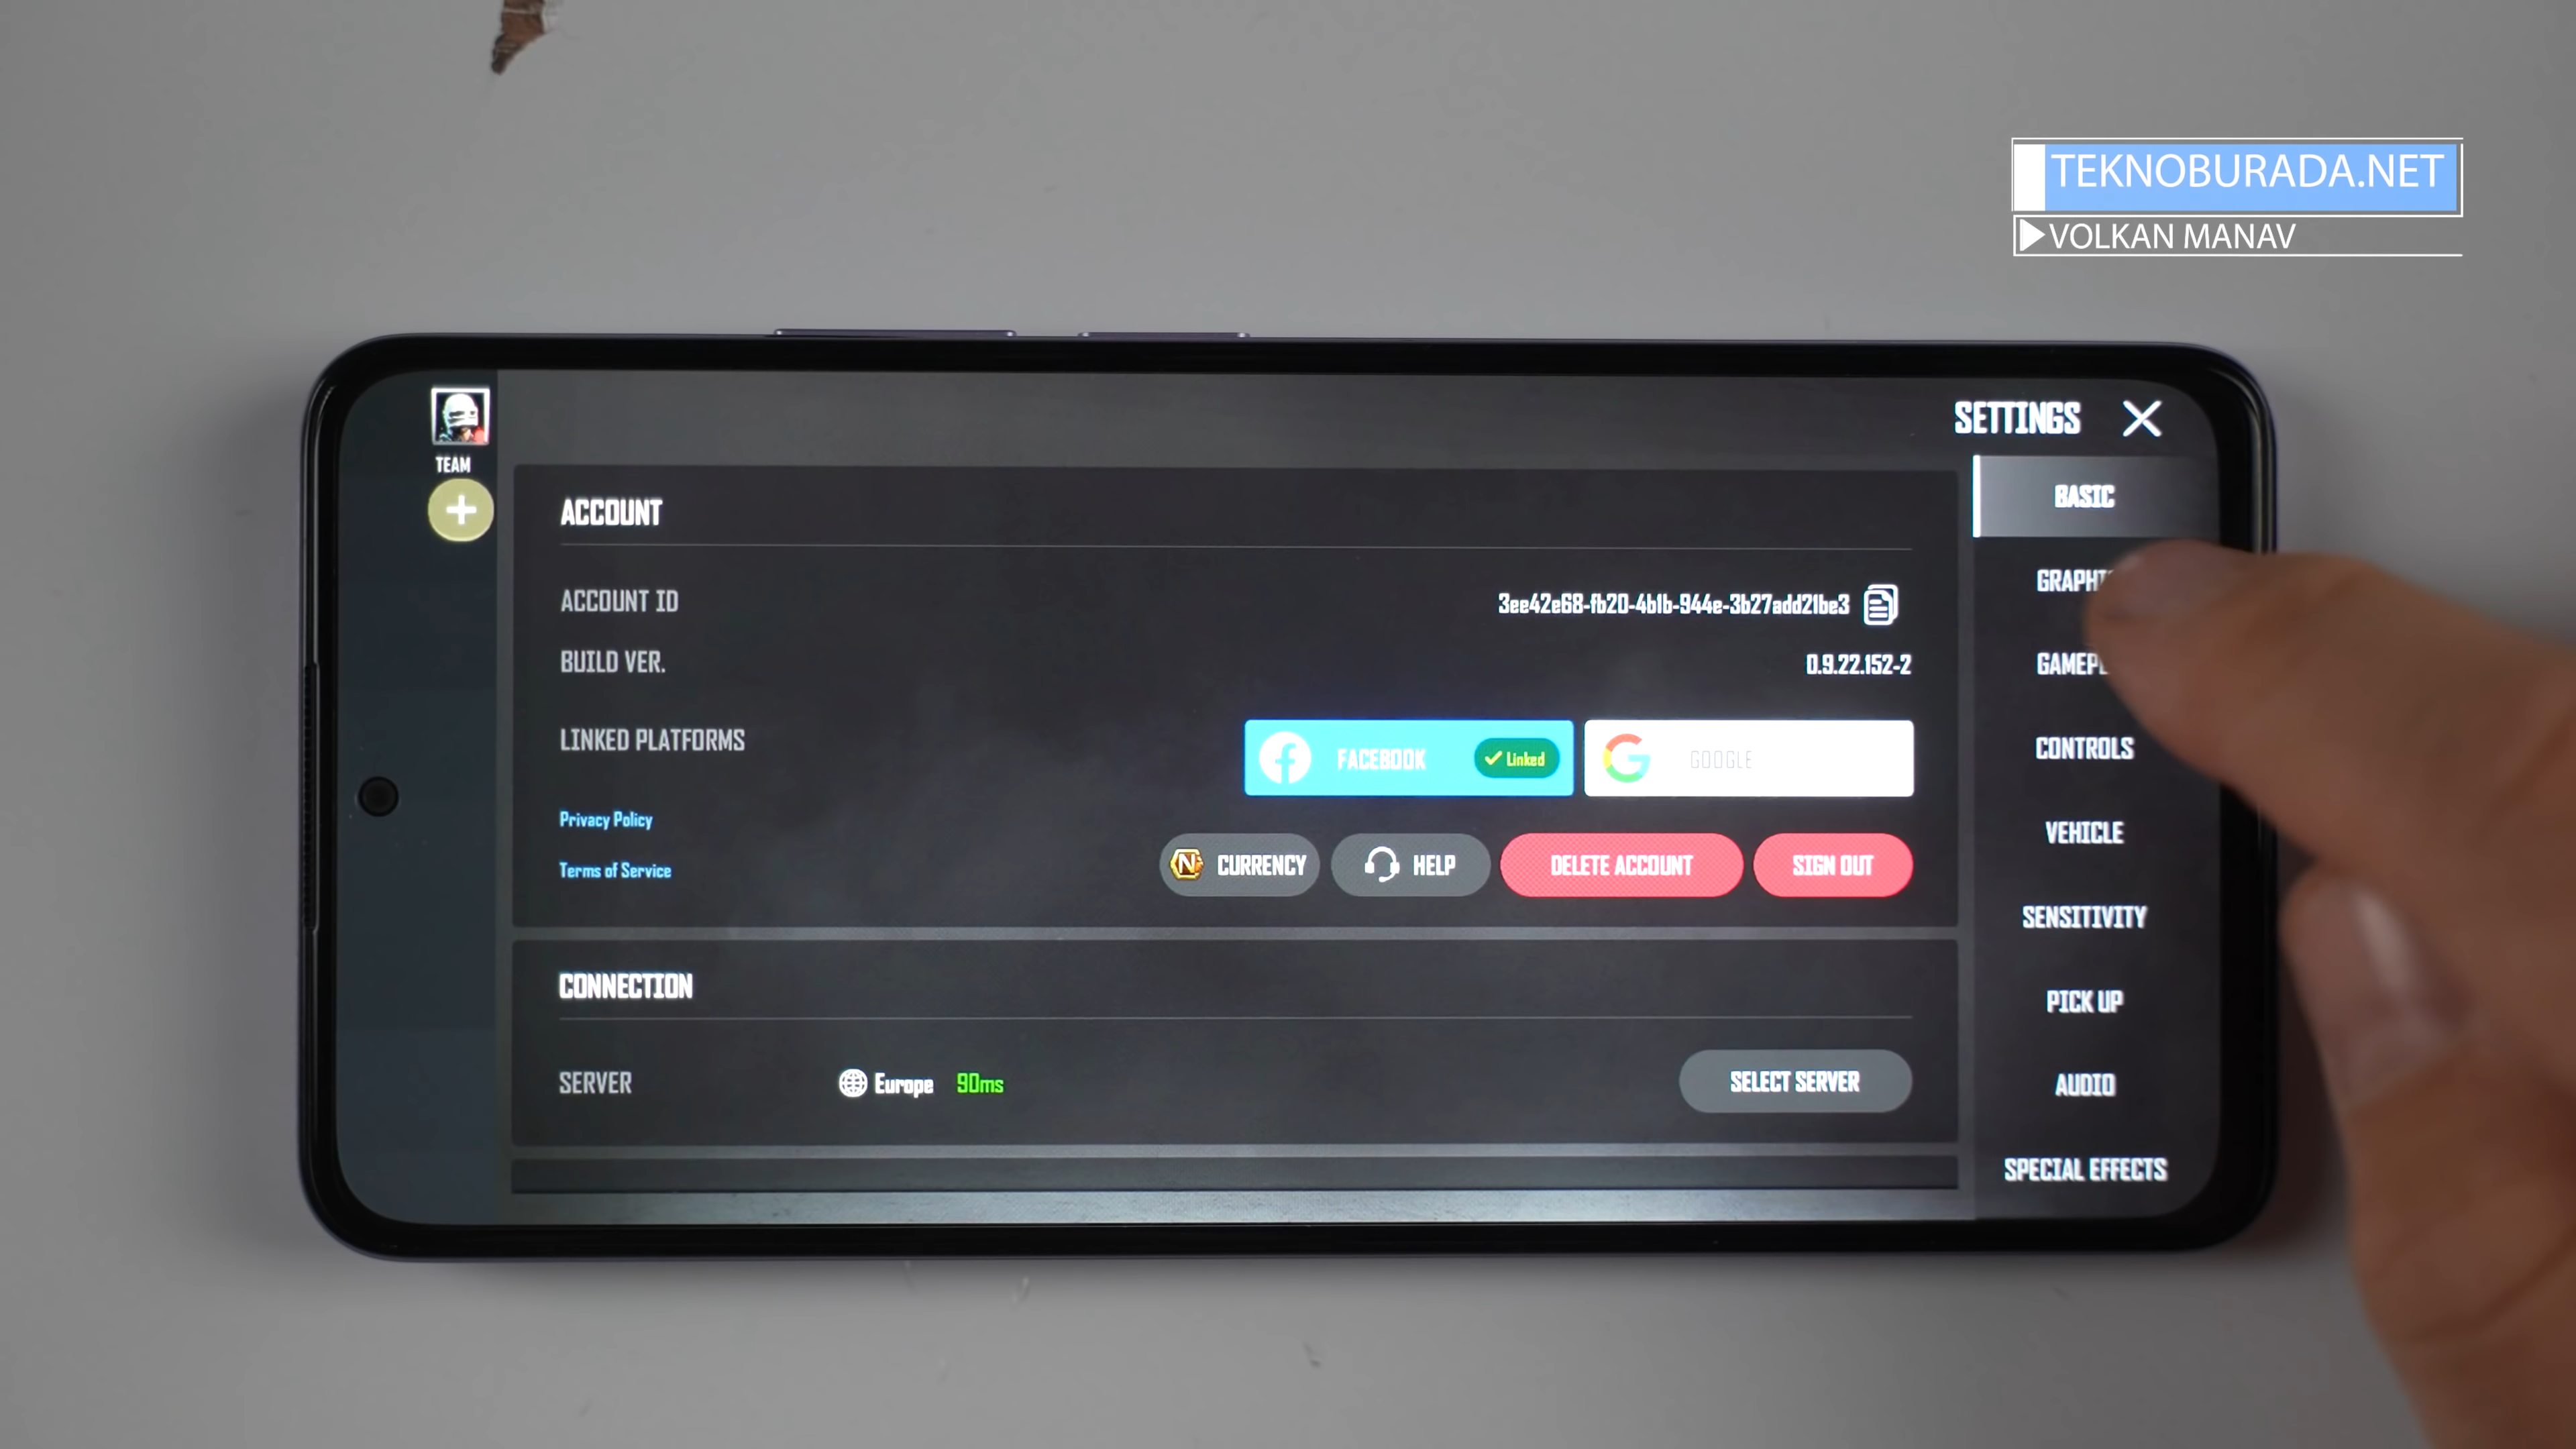 TEKNOBURADA.NET
VOLKAN MANAV
SETTINGS
TEAM
ACCOUNT
ACCOUNT ID 3ee42e68-fb20-4b1b-944e-3b27add21be3
BUILD VER. 0.9.22.152-2
LINKED PLATFORMS FACEBOOK Linked GOOGLE
Privacy Policy
Terms of Service
CURRENCY HELP DELETE ACCOUNT SIGN OUT
CONNECTION
SERVER Europe 90ms SELECT SERVER
BASIC
GRAPHI
GAMEPL
CONTROLS
VEHICLE
SENSITIVITY
PICK UP
AUDIO
SPECIAL EFFECTS